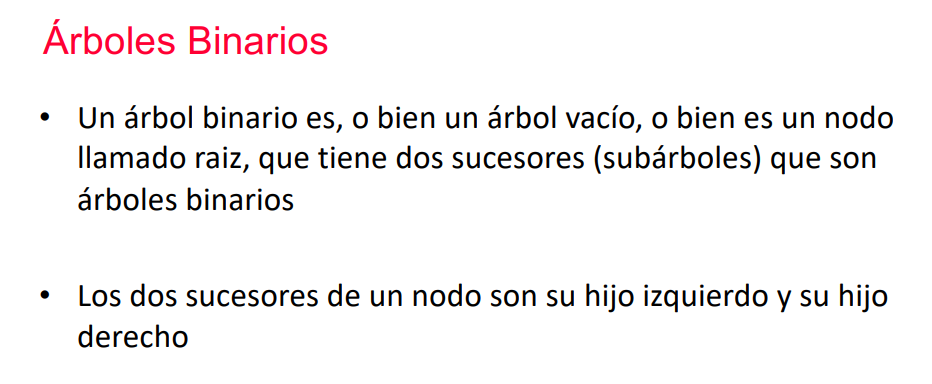 Árboles Binarios
• Un árbol binario es, o bien un árbol vacío, o bien es un nodo
llamado raiz, que tiene dos sucesores (subárboles) que son
árboles binarios
• Los dos sucesores de un nodo son su hijo izquierdo y su hijo
derecho